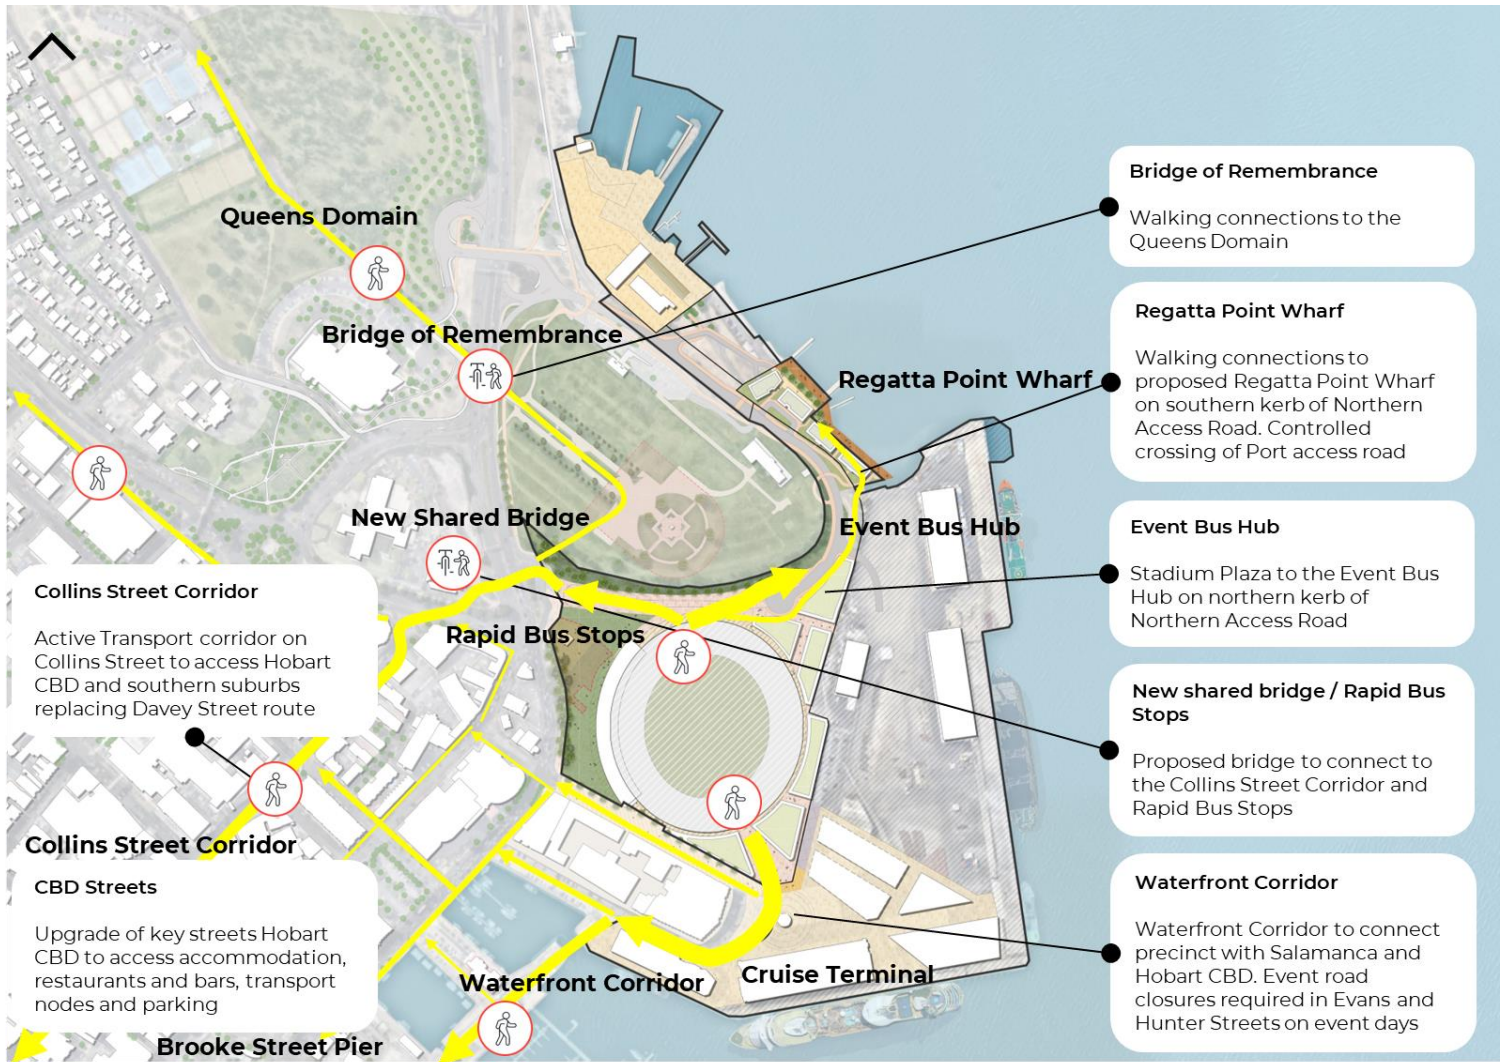 Queens Domain
Bridge of Remembrance
Regatta Point Wharf
New Shared Bridge
Event Bus Hub
Rapid Bus Stops
Collins Street Corridor
Waterfront Corridor
Cruise Terminal
Brooke Street Pier
Collins Street Corridor
Active Transport corridor on
Collins Street to access Hobart
CBD and southern suburbs
replacing Davey Street route
CBD Streets
Upgrade of key streets Hobart
CBD to access accommodation,
restaurants and bars, transport
nodes and parking
Bridge of Remembrance
Walking connections to the
Queens Domain
Regatta Point Wharf
Walking connections to
proposed Regatta Point Wharf
on southern kerb of Northern
Access Road. Controlled
crossing of Port access road
Event Bus Hub
Stadium Plaza to the Event Bus
Hub on northern kerb of
Northern Access Road
New shared bridge / Rapid Bus
Stops
Proposed bridge to connect to
the Collins Street Corridor and
Rapid Bus Stops
Waterfront Corridor
Waterfront Corridor to connect
precinct with Salamanca and
Hobart CBD. Event road
closures required in Evans and
Hunter Streets on event days